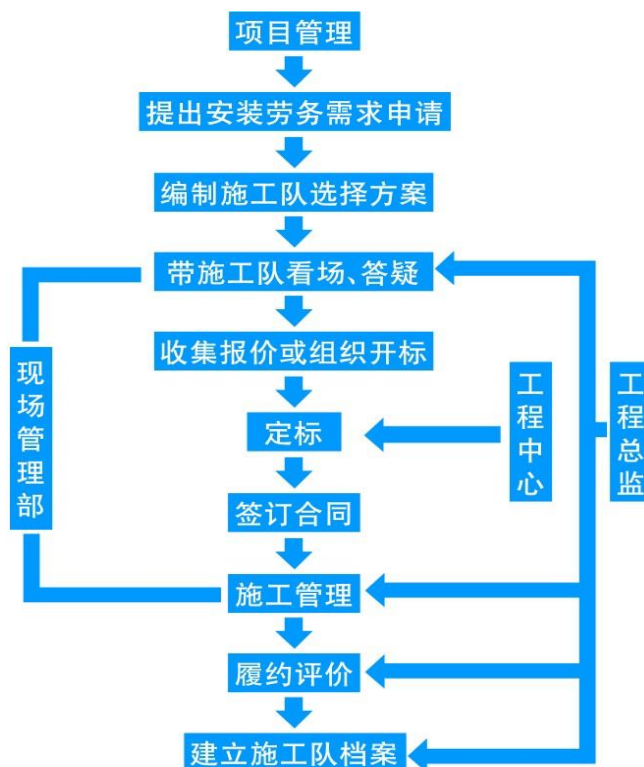 项目管理
提出安装劳务需求申请
编制施工队选择方案
带施工队看场、答疑
收集报价或组织开标
定标
签订合同
施工管理
履约评价
建立施工队档案
现场管理部
工程中心
工程总监